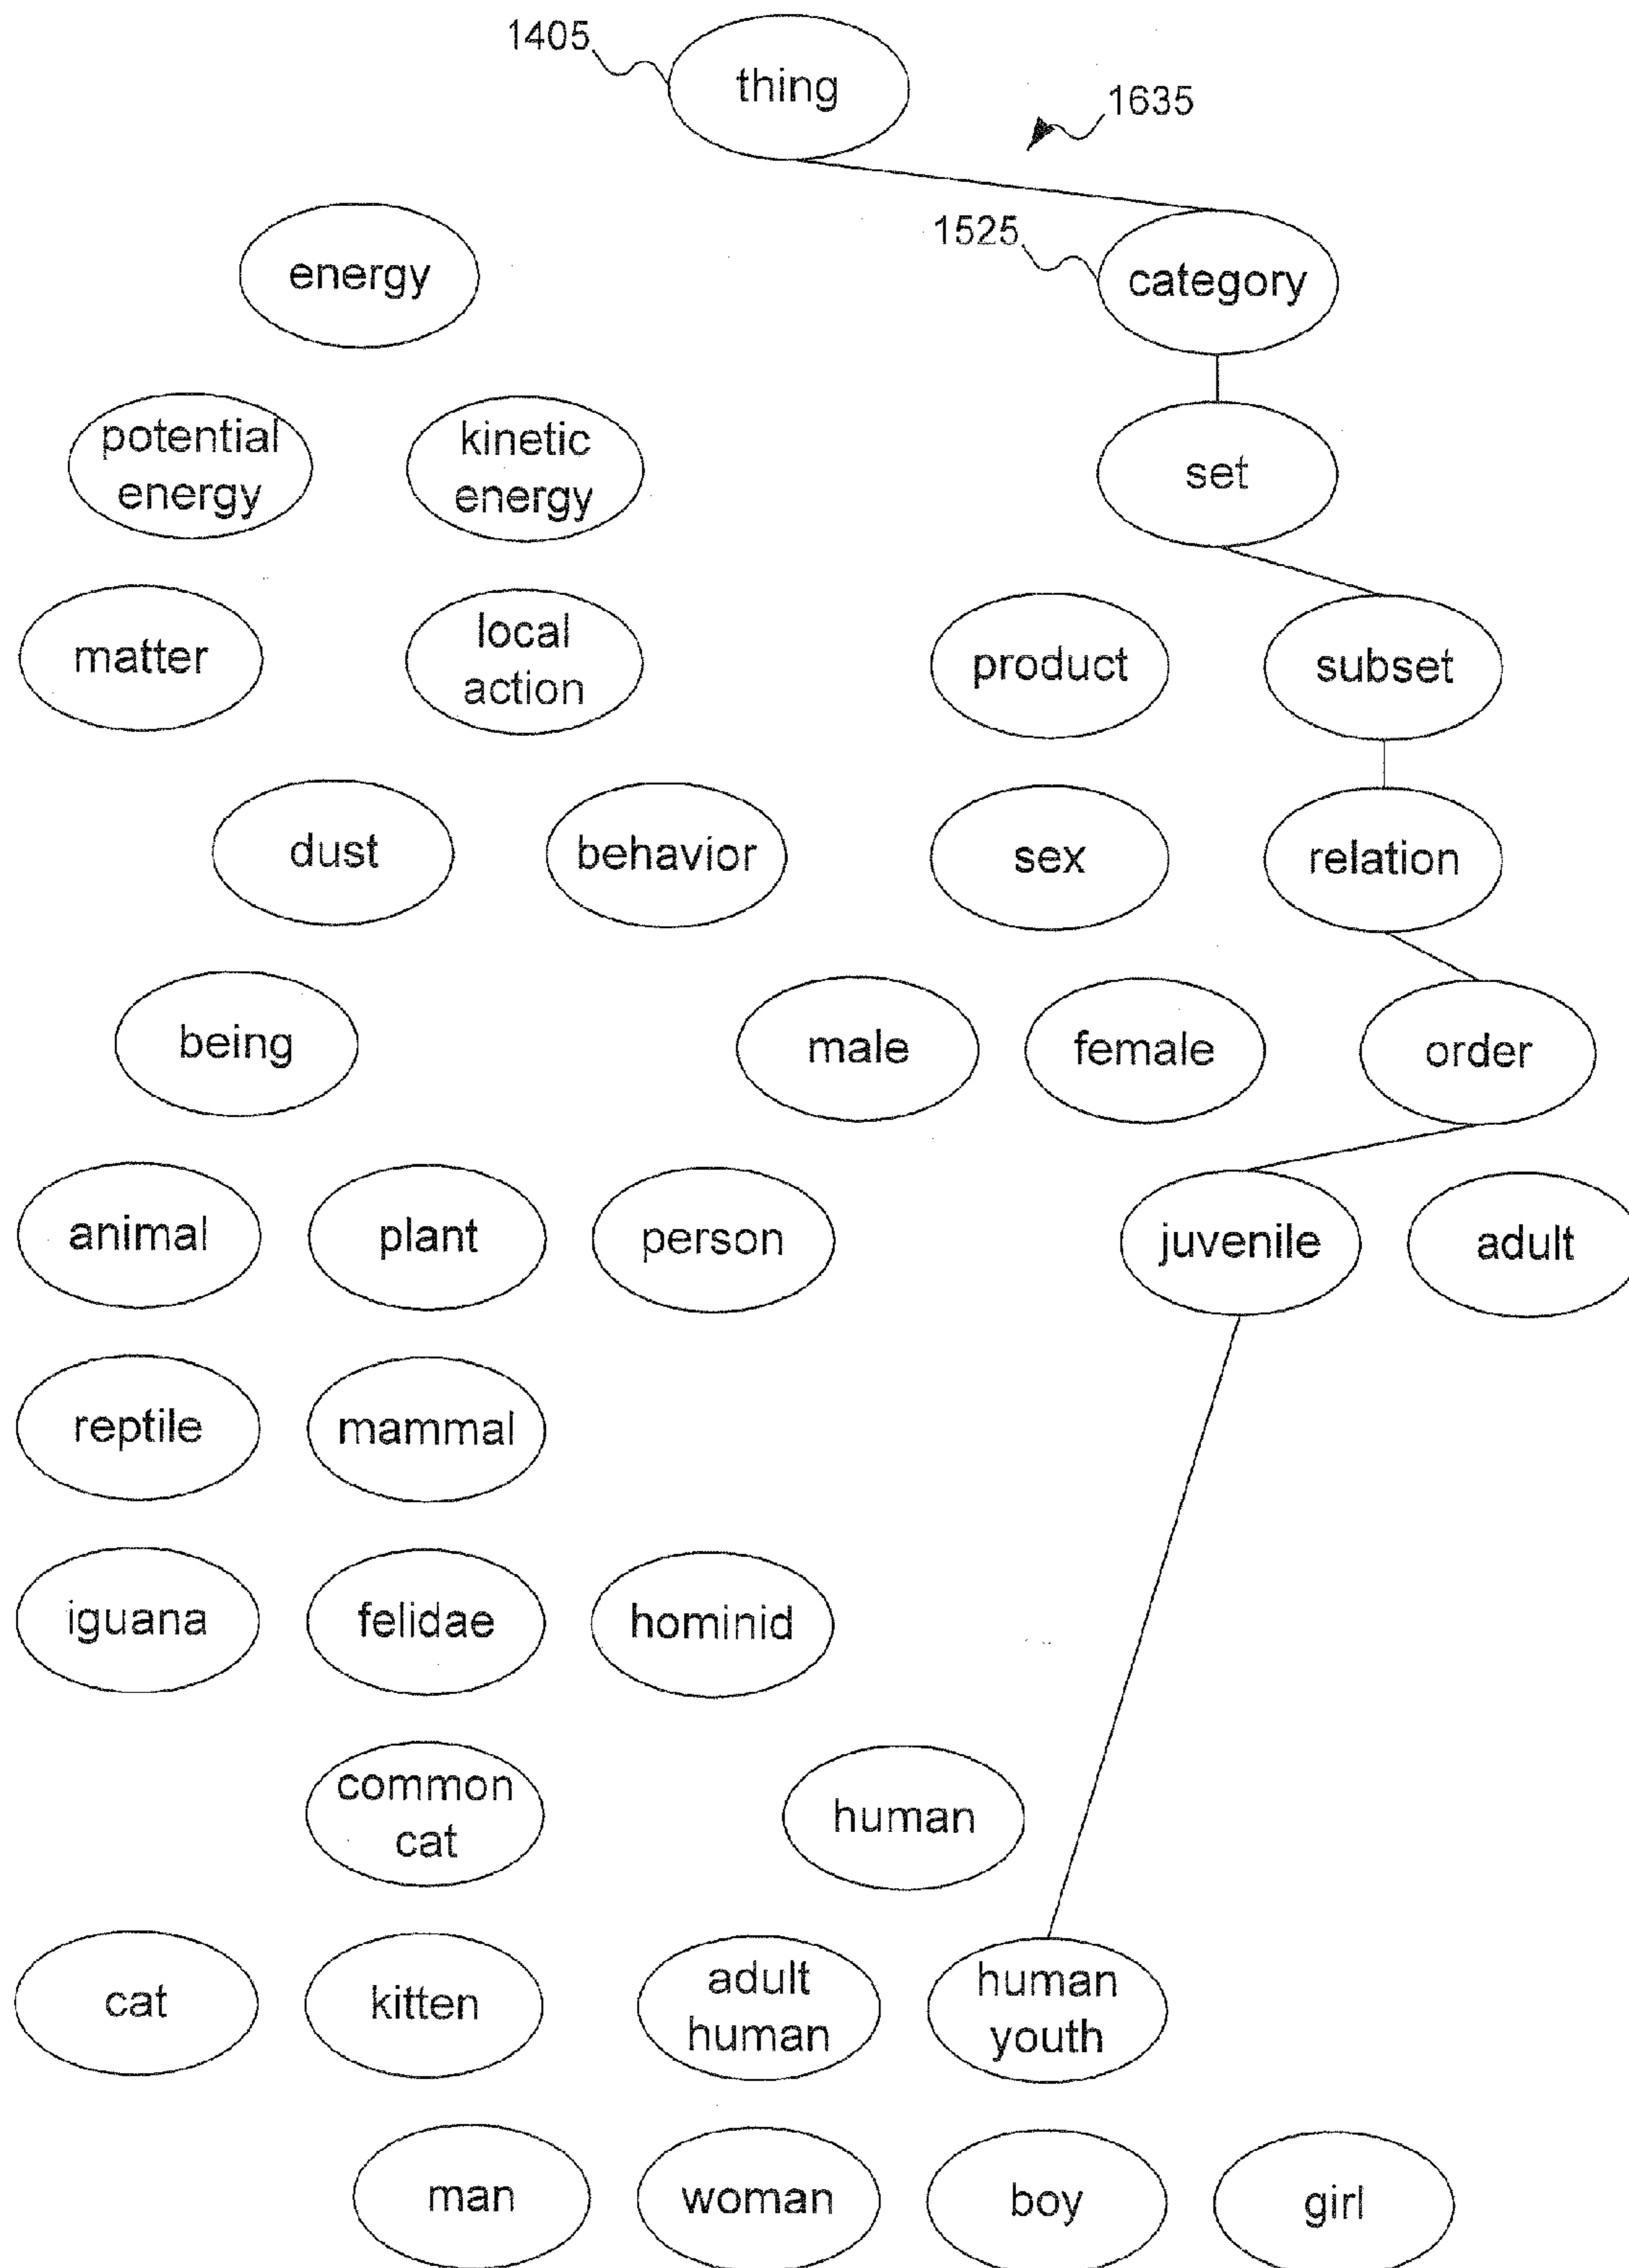 1405
thing
1635
energy
1525
category
potential
energy
kinetic
energy
set
matter
local
action
product
subset
dust
behavior
sex
relation
being
male
female
order
animal
plant
person
juvenile
adult
reptile
mammal
iguana
felidae
hominid
common
cat
human
cat
kitten
adult
human
human
youth
man
woman
boy
girl